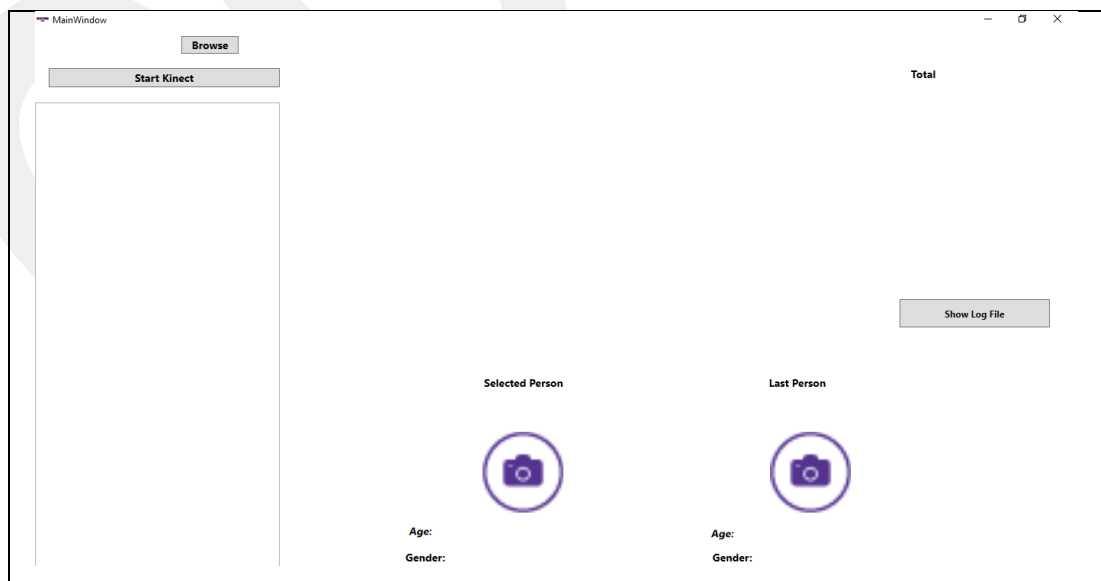 MainWindow
Browse
Start Kinect
Total
Show Log File
Selected Person
Last Person
Age:
Age:
Gender:
Gender: